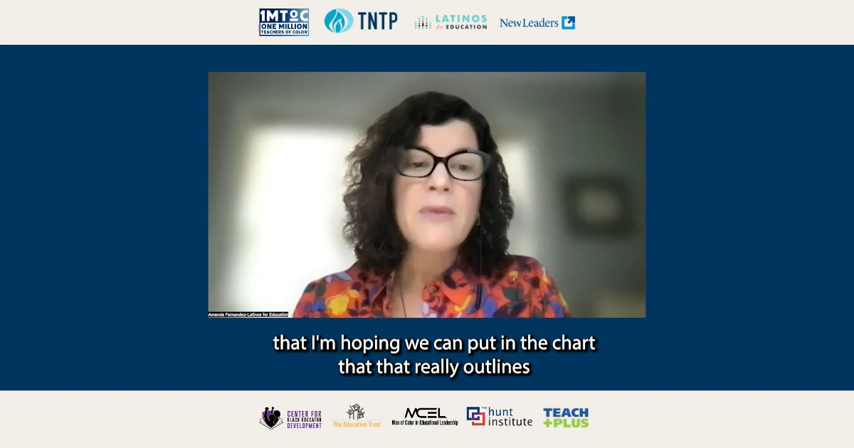 1MTOC
ONE MILLION
TEACHERS OF COLOR
TNTP
LATINOS
for EDUCATION
New Leaders
Amanda Fernandez-Latinos for Education
that I'm hoping we can put in the chart
that that really outlines
CENTER FOR
BLACK EDUCATOR
DEVELOPMENT
The Education Trust
MCEL
Men of Color in Educational Leadership
THE
hunt
institute
TEACH
+PLUS